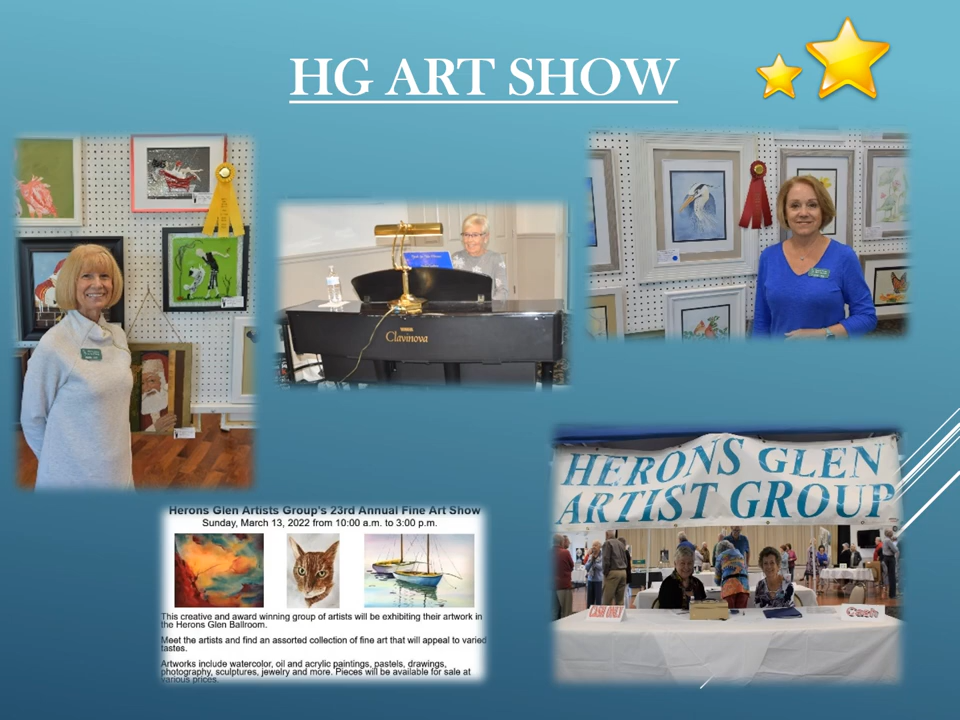 HG ART SHOW
Clavinova
HERONS GLEN
ARTIST GROUP
CASH ONLY
Herons Glen Artists Group's 23rd Annual Fine Art Show
Sunday, March 13, 2022 from 10:00 a.m. to 3:00 p.m.
This creative and award winning group of artists will be exhibiting their artwork in
the Herons Glen Ballroom.
Meet the artists and find an assorted collection of fine art that will appeal to varied
tastes.
Artworks include watercolor, oil and acrylic paintings, pastels, drawings,
photography, sculptures, jewelry and more. Pieces will be available for sale at
various prices.